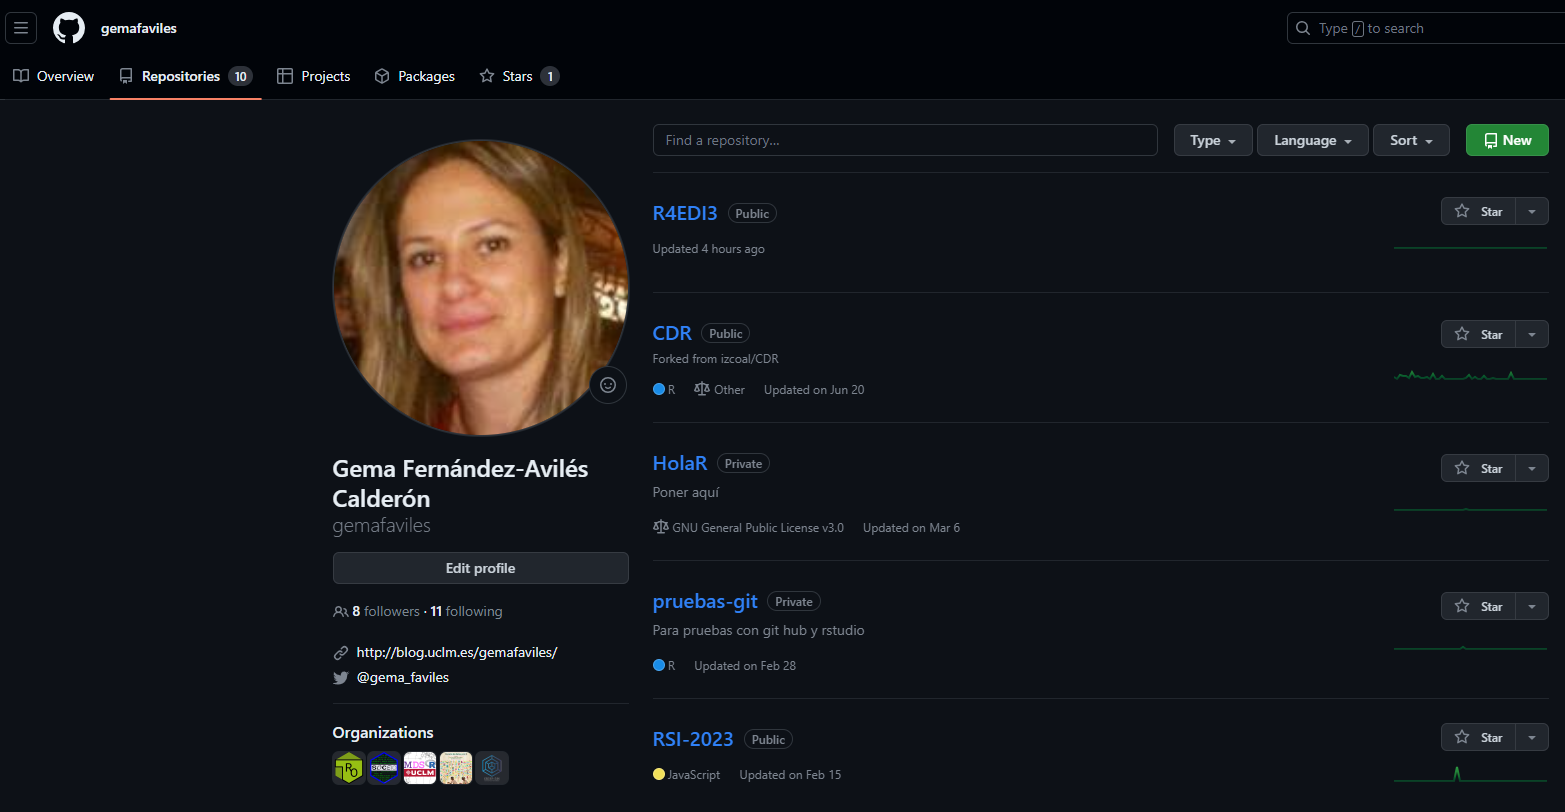 gemafaviles
Type / to search
Overview
Repositories 10
Projects
Packages
Stars 1
Gema Fernández-Avilés
Calderón
gemafaviles
Edit profile
8 followers · 11 following
http://blog.uclm.es/gemafaviles/
@gema_faviles
Organizations
MDS R
UCLM
Find a repository...
Type
Language
Sort
New
R4EDI3 Public
Star
Updated 4 hours ago
CDR Public
Star
Forked from izcoal/CDR
R Other Updated on Jun 20
HolaR Private
Star
Poner aquí
GNU General Public License v3.0 Updated on Mar 6
pruebas-git Private
Star
Para pruebas con git hub y rstudio
R Updated on Feb 28
RSI-2023 Public
Star
JavaScript Updated on Feb 15